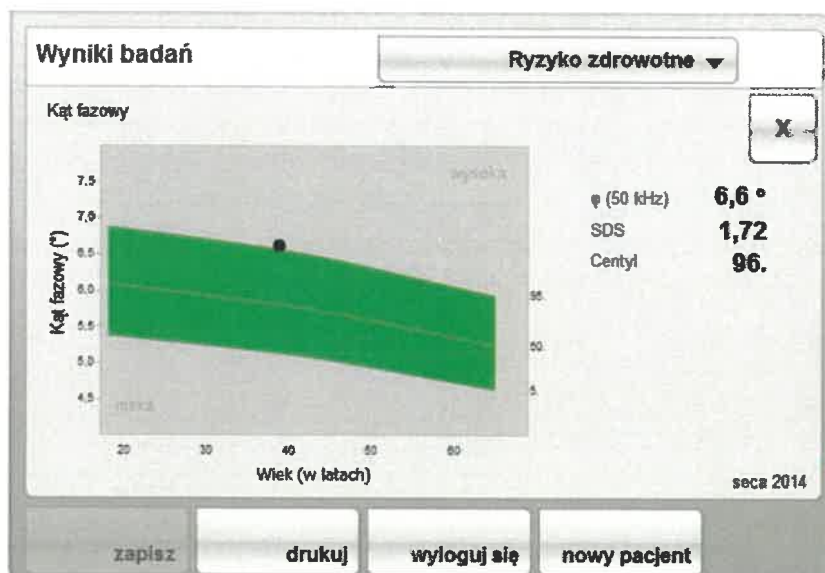 Wyniki badań
Ryzyko zdrowotne
Kąt fazowy
X
wysoka
7,5
7,0
6,5
6,0
5,5
5,0
4,5
Kąt fazowy (°)
95.
50.
5.
niska
20 30 40 50 60
Wiek (w latach)
φ (50 kHz) 6,6 °
SDS 1,72
Centyl 96.
seca 2014
zapisz
drukuj
wyloguj się
nowy pacjent